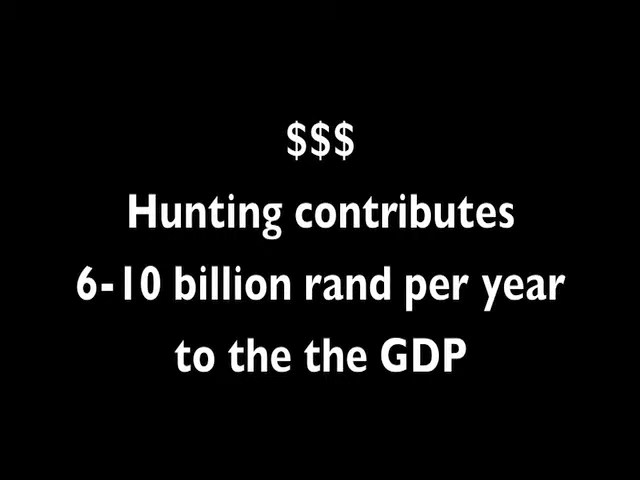 $$$
Hunting contributes
6-10 billion rand per year
to the the GDP